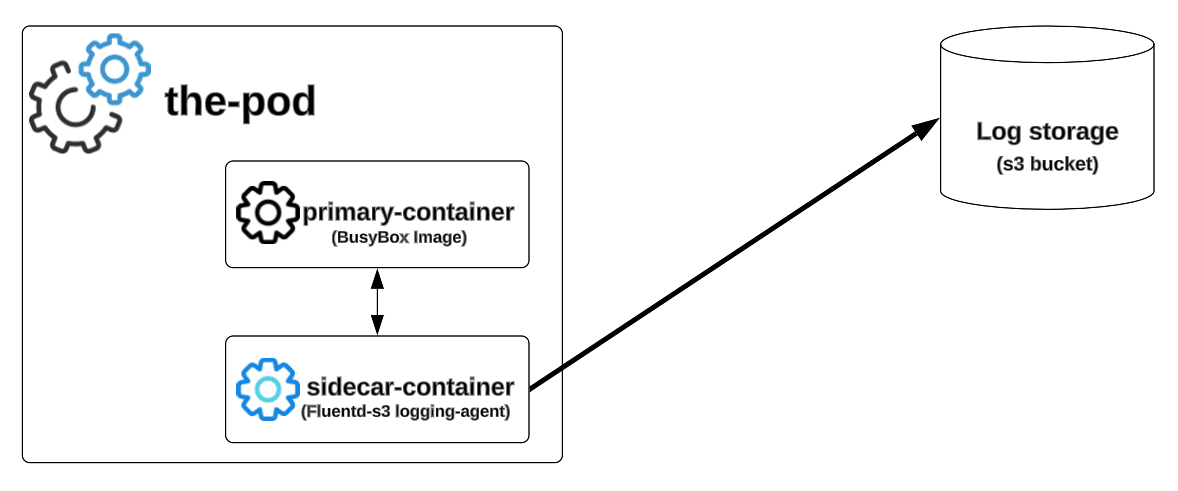 the-pod
primary-container
(BusyBox Image)
sidecar-container
(Fluentd-s3 logging-agent)
Log storage
(s3 bucket)